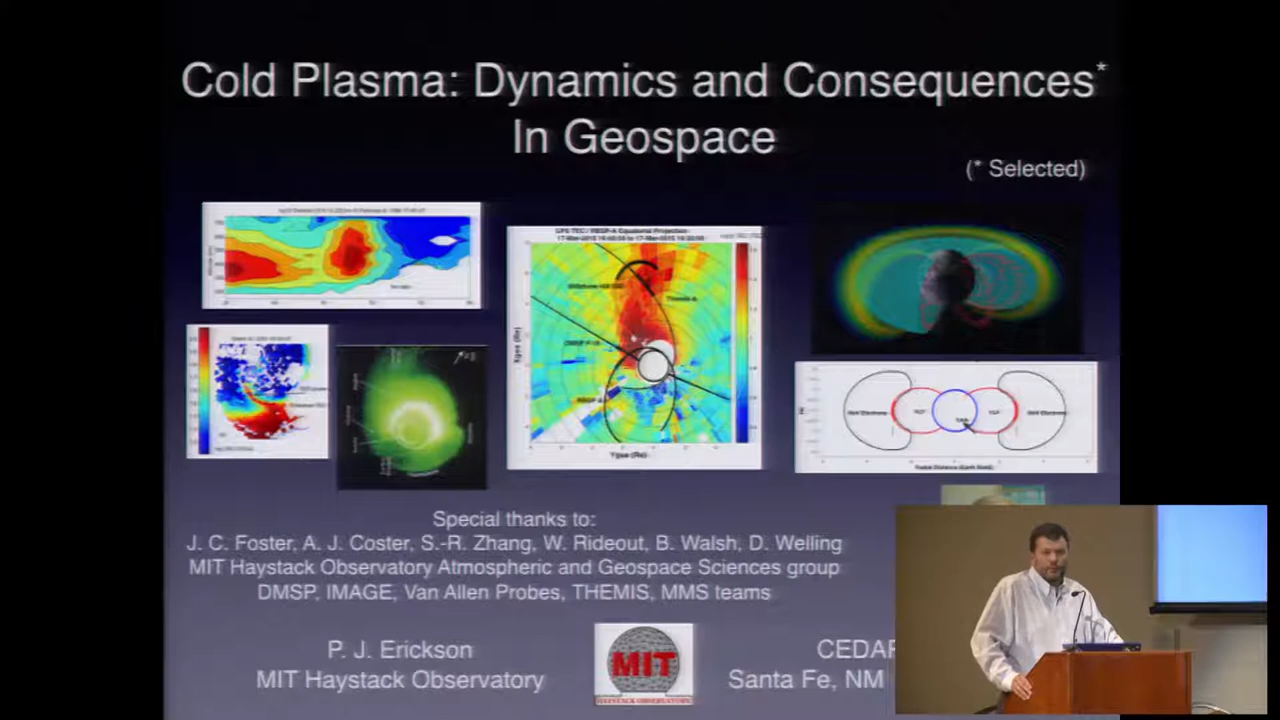 Cold Plasma: Dynamics and Consequences*
In Geospace
(* Selected)
Ygse (Re)
Special thanks to:
J. C. Foster, A. J. Coster, S.-R. Zhang, W. Rideout, B. Walsh, D. Welling
MIT Haystack Observatory Atmospheric and Geospace Sciences group
DMSP, IMAGE, Van Allen Probes, THEMIS, MMS teams
P. J. Erickson
MIT Haystack Observatory
MIT
HAYSTACK OBSERVATORY
CEDAR
Santa Fe, NM